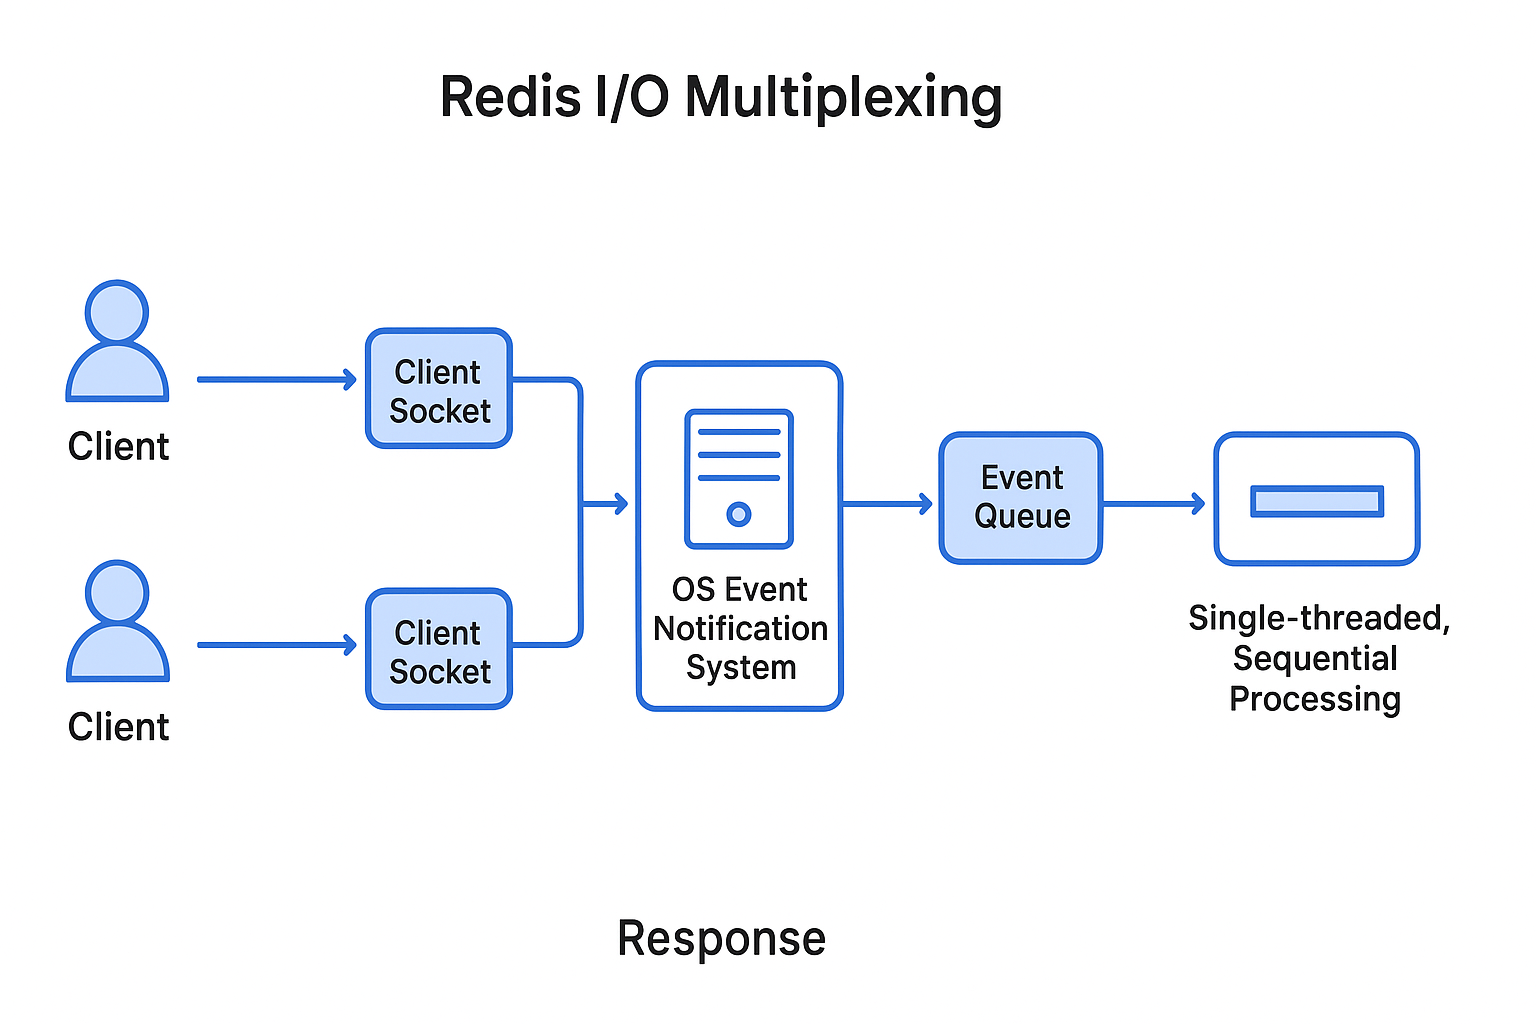 Redis I/O Multiplexing
Client
Client
Socket
Client
Client
Socket
OS Event
Notification
System
Event
Queue
Single-threaded,
Sequential
Processing
Response